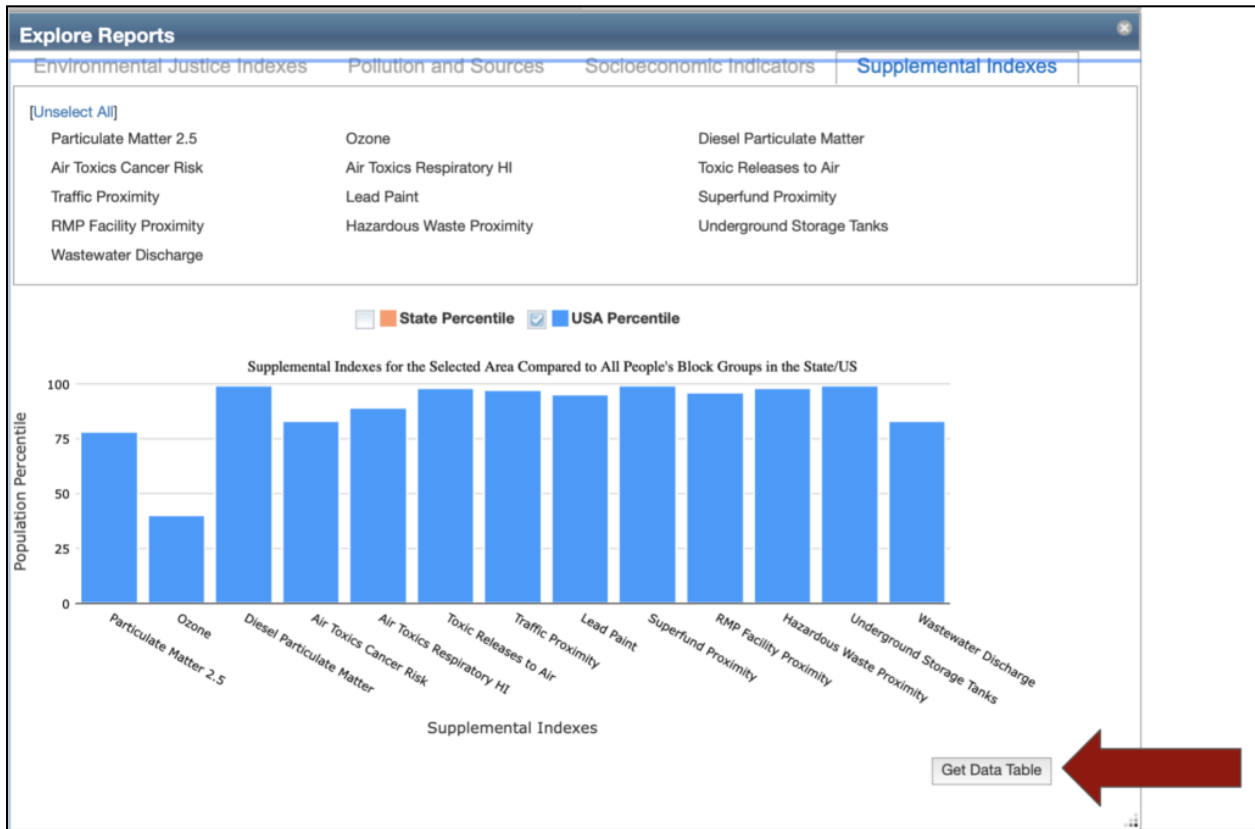 Explore Reports
Environmental Justice Indexes Pollution and Sources Socioeconomic Indicators Supplemental Indexes
[Unselect All]
Particulate Matter 2.5 Ozone Diesel Particulate Matter
Air Toxics Cancer Risk Air Toxics Respiratory HI Toxic Releases to Air
Traffic Proximity Lead Paint Superfund Proximity
RMP Facility Proximity Hazardous Waste Proximity Underground Storage Tanks
Wastewater Discharge
State Percentile USA Percentile
Supplemental Indexes for the Selected Area Compared to All People's Block Groups in the State/US
Population Percentile
100
75
50
25
0
Particulate Matter 2.5
Ozone
Diesel Particulate Matter
Air Toxics Cancer Risk
Air Toxics Respiratory HI
Toxic Releases to Air
Traffic Proximity
Lead Paint
Superfund Proximity
RMP Facility Proximity
Hazardous Waste Proximity
Underground Storage Tanks
Wastewater Discharge
Supplemental Indexes
Get Data Table